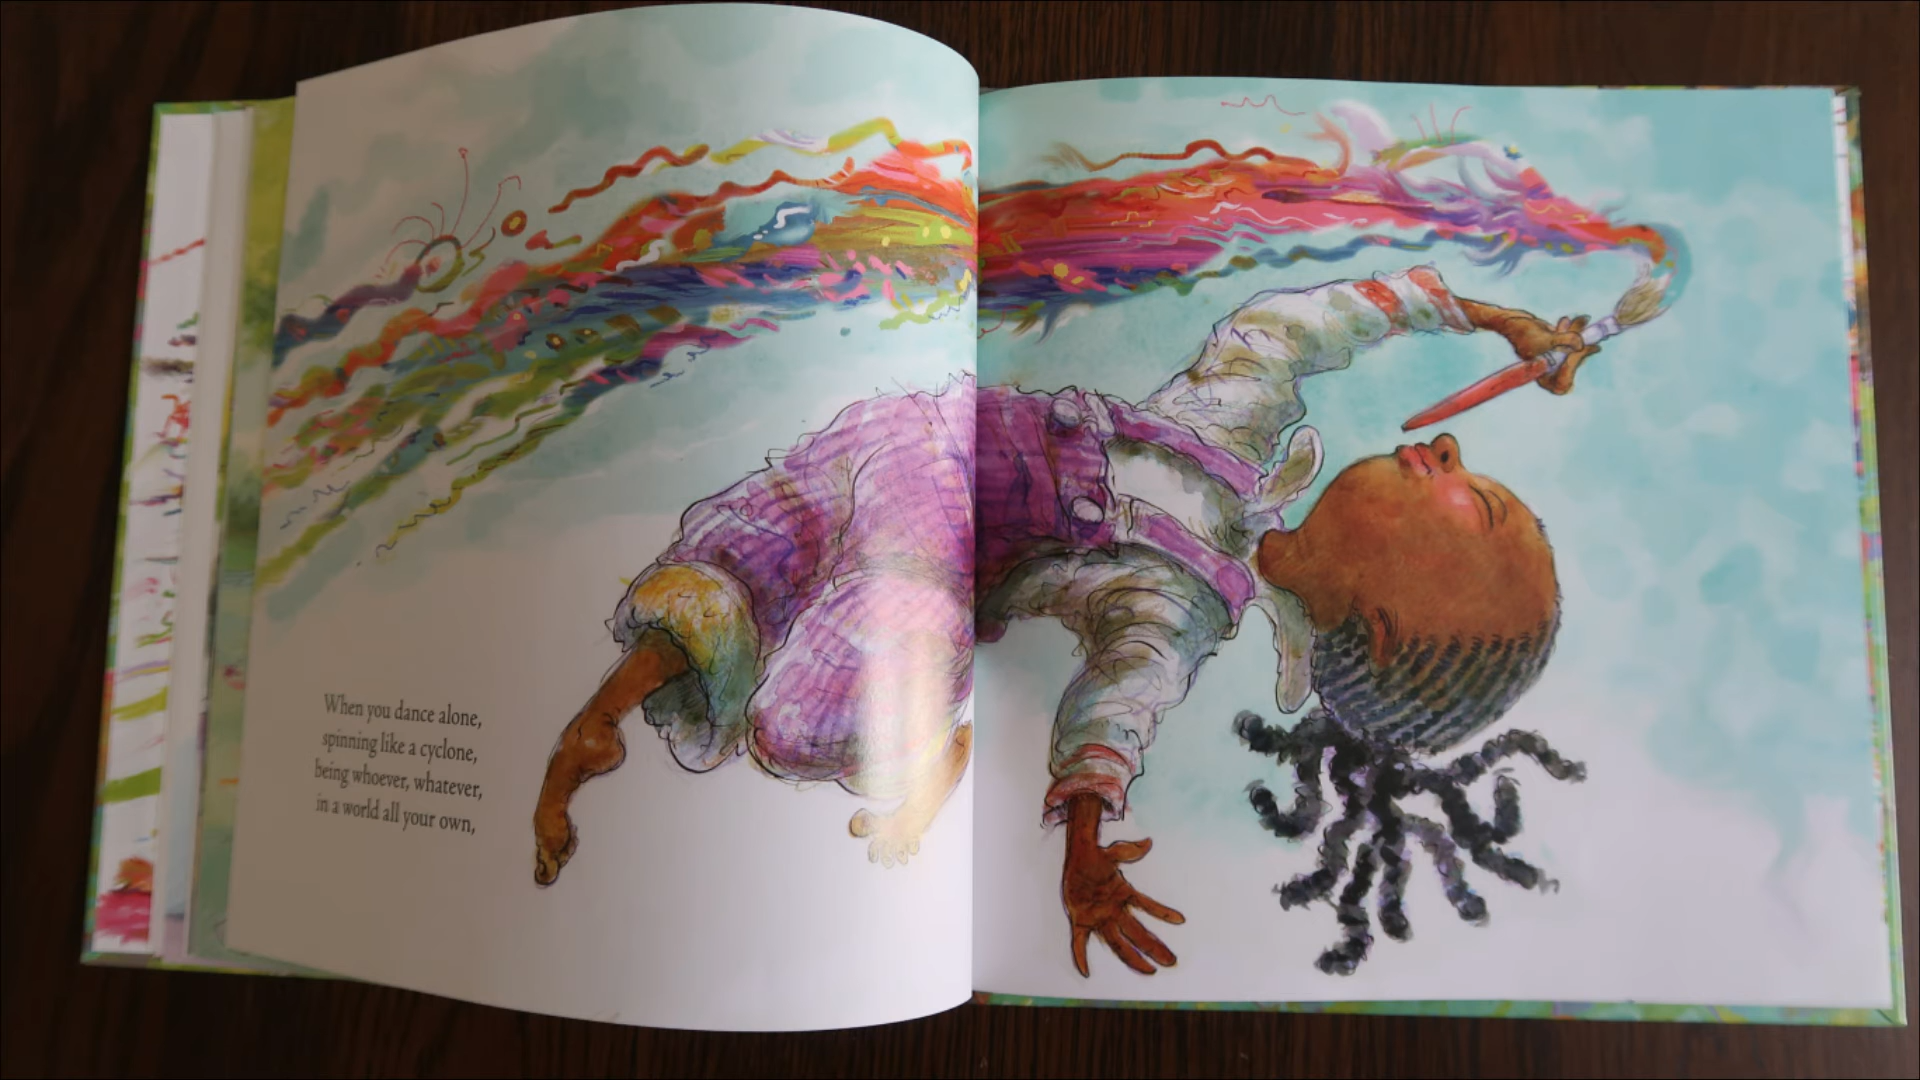 When you dance alone,
spinning like a cyclone,
being whoever, whatever,
in a world all your own,